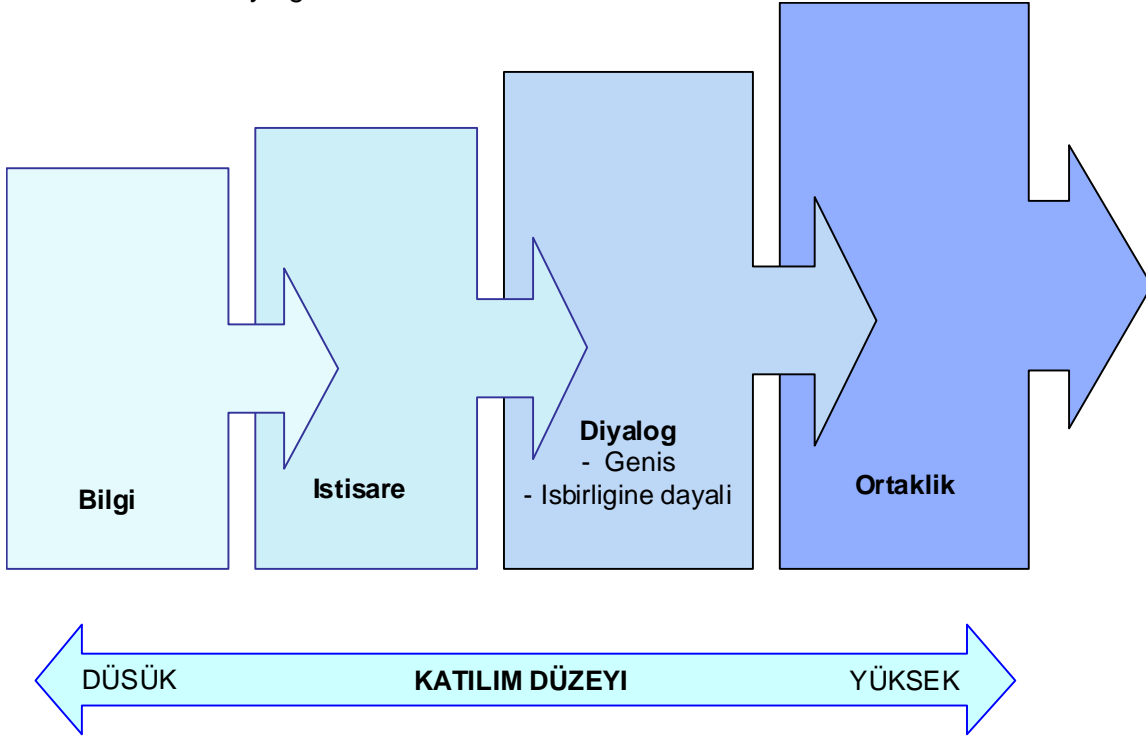 Bilgi
Istisare
Diyalog
- Genis
- Isbirligine dayali
Ortaklik
DÜSÜK KATILIM DÜZEYI YÜKSEK